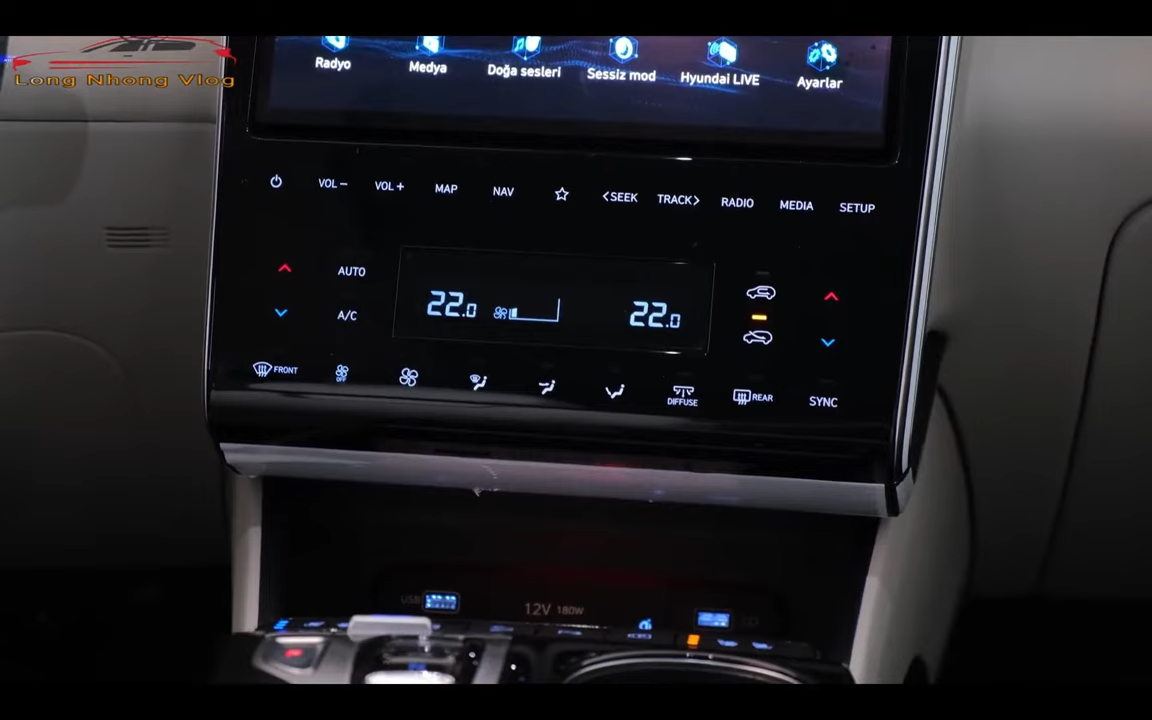 Long Nhong Vlog
Radyo
Medya
Doğa sesleri
Sessiz mod
Hyundai LIVE
Ayarlar
VOL− VOL+ MAP NAV <SEEK TRACK> RADIO MEDIA SETUP
AUTO
22.0 22.0
A/C
FRONT OFF DIFFUSE REAR SYNC
USB 12V 180W